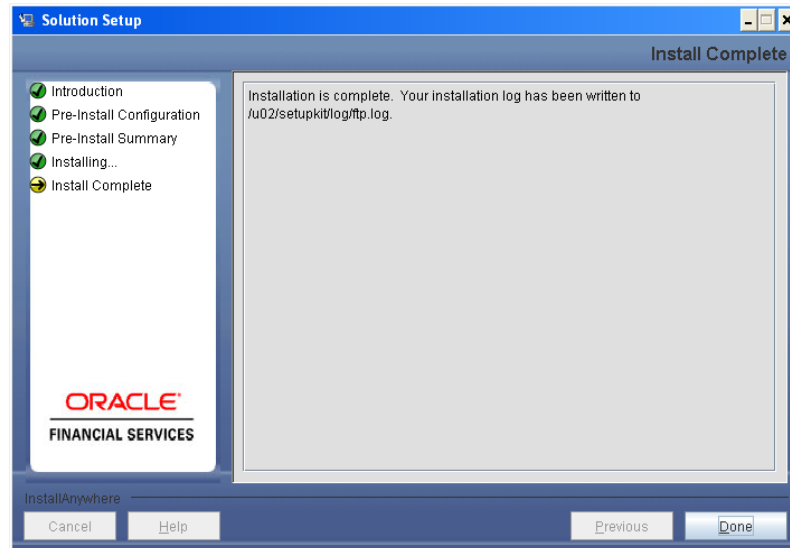 Solution Setup
Install Complete
Introduction
Pre-Install Configuration
Pre-Install Summary
Installing...
Install Complete
Installation is complete. Your installation log has been written to
/u02/setupkit/log/ftp.log.
ORACLE
FINANCIAL SERVICES
InstallAnywhere
Cancel
Help
Previous
Done